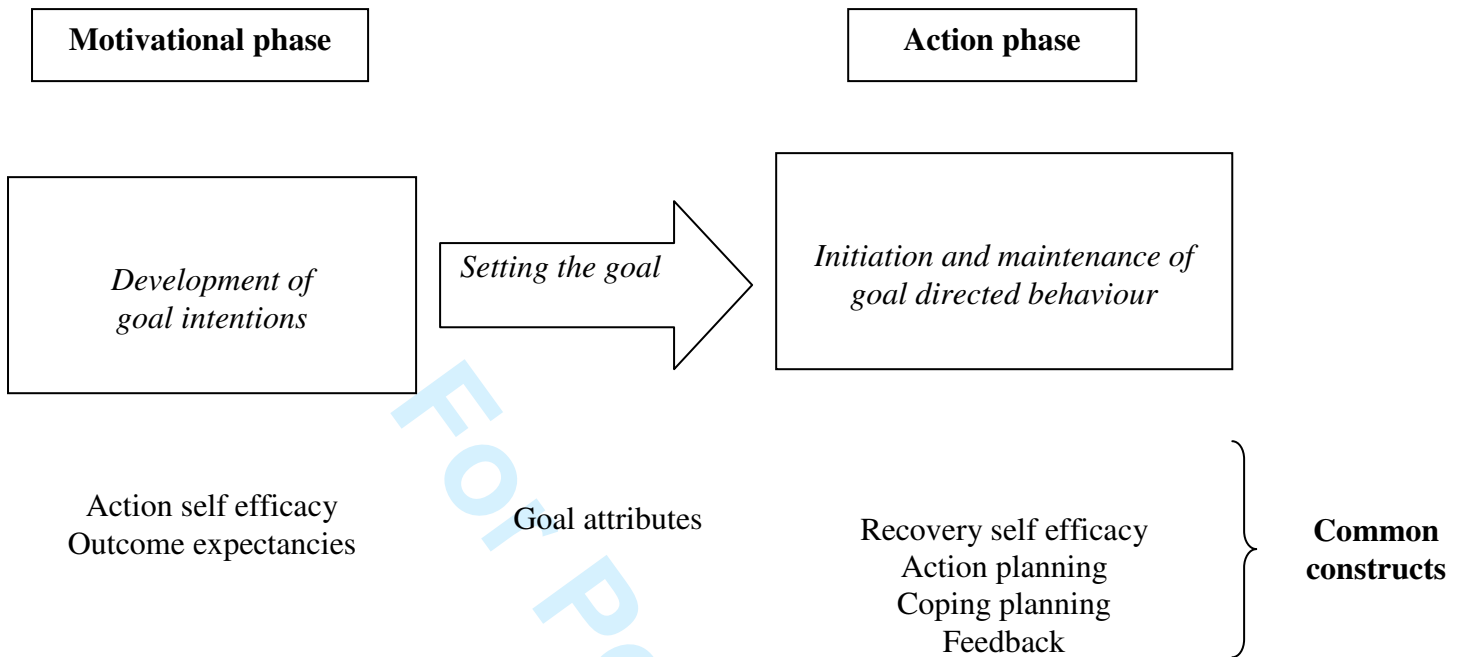 Motivational phase
Action phase
Development of
goal intentions
Setting the goal
Initiation and maintenance of
goal directed behaviour
Action self efficacy
Outcome expectancies
Goal attributes
Recovery self efficacy
Action planning
Coping planning
Feedback
Common
constructs
For